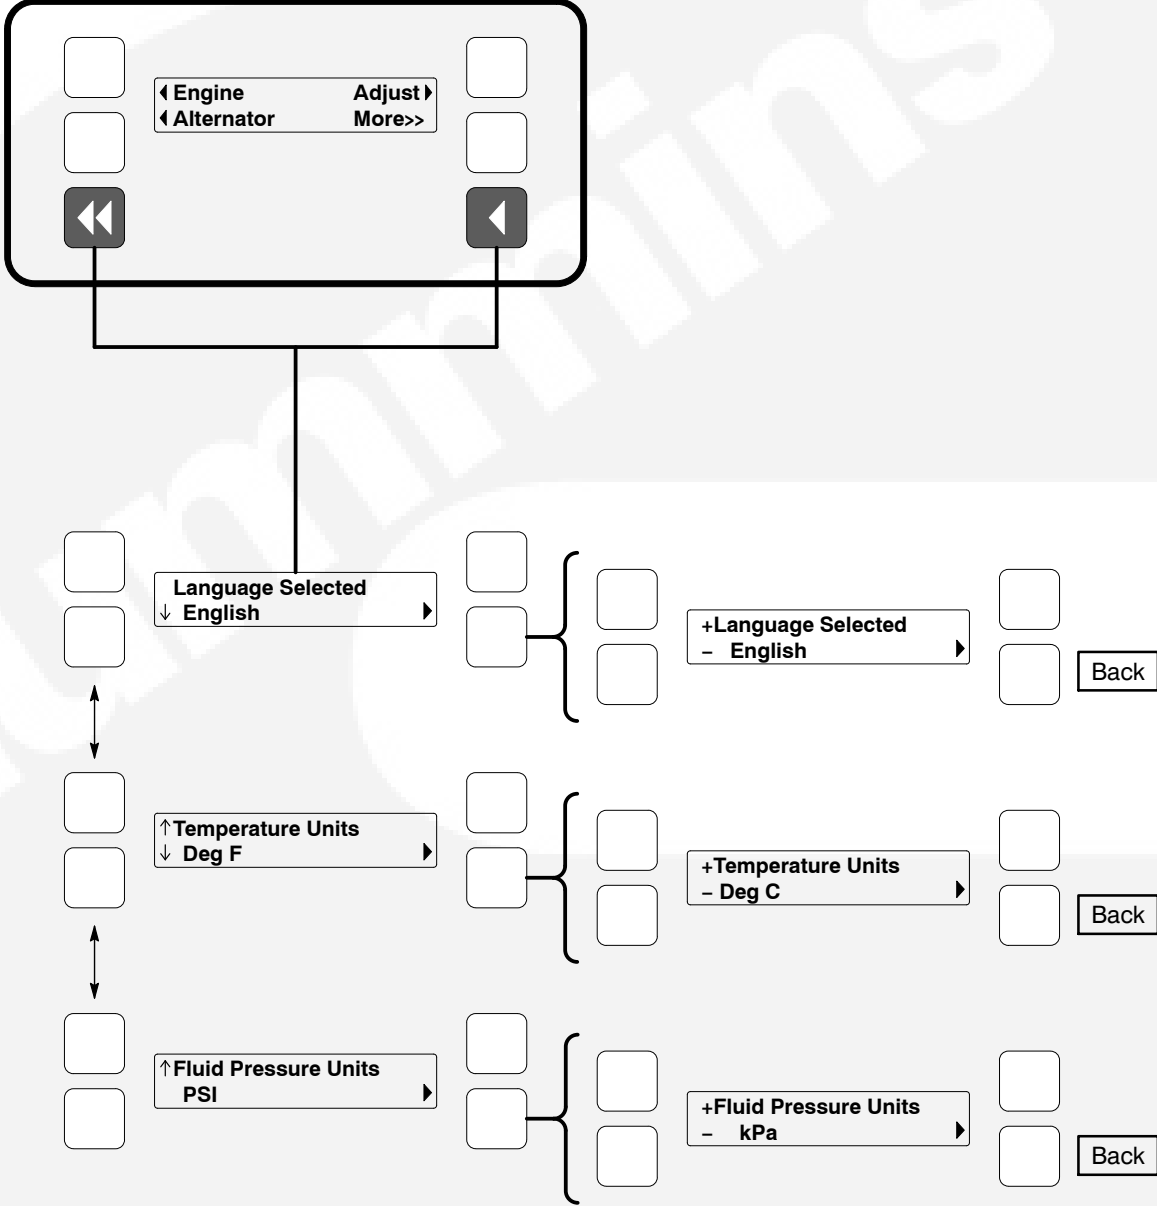 Engine Adjust
Alternator More>>
Language Selected
↓ English
+Language Selected
– English
Back
↑Temperature Units
↓ Deg F
+Temperature Units
– Deg C
Back
↑Fluid Pressure Units
PSI
+Fluid Pressure Units
– kPa
Back
ummins